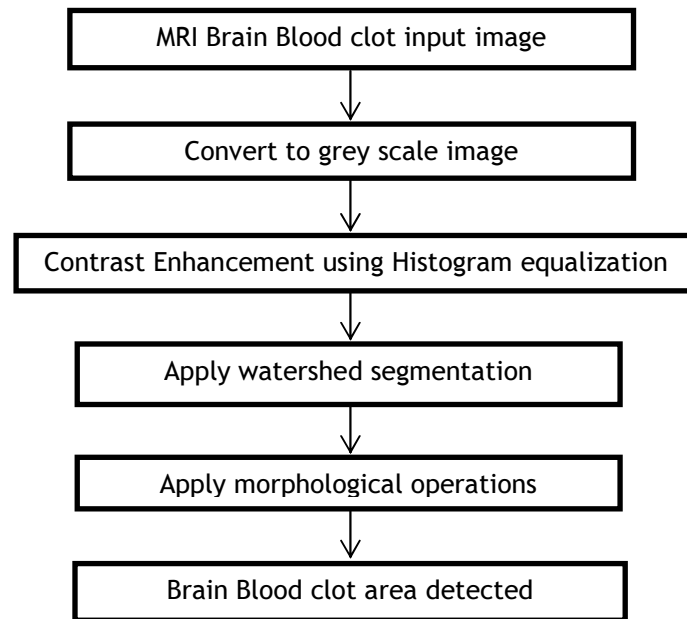 MRI Brain Blood clot input image
Convert to grey scale image
Contrast Enhancement using Histogram equalization
Apply watershed segmentation
Apply morphological operations
Brain Blood clot area detected